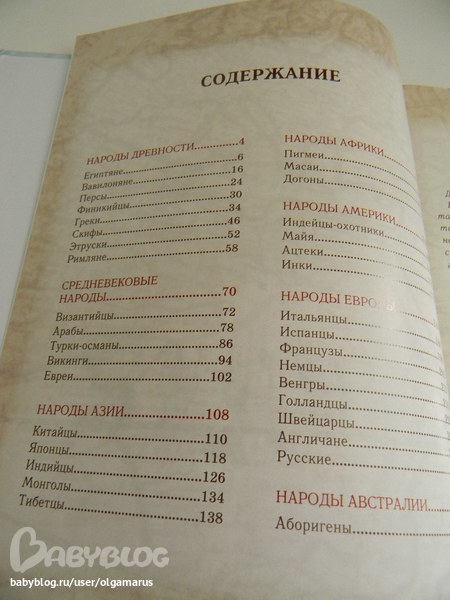 СОДЕРЖАНИЕ
НАРОДЫ ДРЕВНОСТИ.............4
Египтяне................................6
Вавилоняне............................16
Персы....................................24
Финикийцы...........................30
Греки.....................................34
Скифы...................................46
Этруски.................................52
Римляне................................58
СРЕДНЕВЕКОВЫЕ
НАРОДЫ...............................70
Византийцы..........................72
Арабы...................................78
Турки-османы.......................86
Викинги................................94
Евреи....................................102
НАРОДЫ АЗИИ....................108
Китайцы...............................110
Японцы.................................118
Индийцы...............................126
Монголы...............................134
Тибетцы................................138
НАРОДЫ АФРИКИ
Пигмеи.................
Масаи..................
Догоны.................
НАРОДЫ АМЕРИКИ
Индейцы-охотники
Майя....................
Ацтеки.................
Инки....................
НАРОДЫ ЕВРОПЫ
Итальянцы...........
Испанцы..............
Французы............
Немцы.................
Венгры................
Голландцы...........
Швейцарцы..........
Англичане............
Русские................
НАРОДЫ АВСТРАЛИИ
Аборигены...........
BABYBLOG
babyblog.ru/user/olgamarus